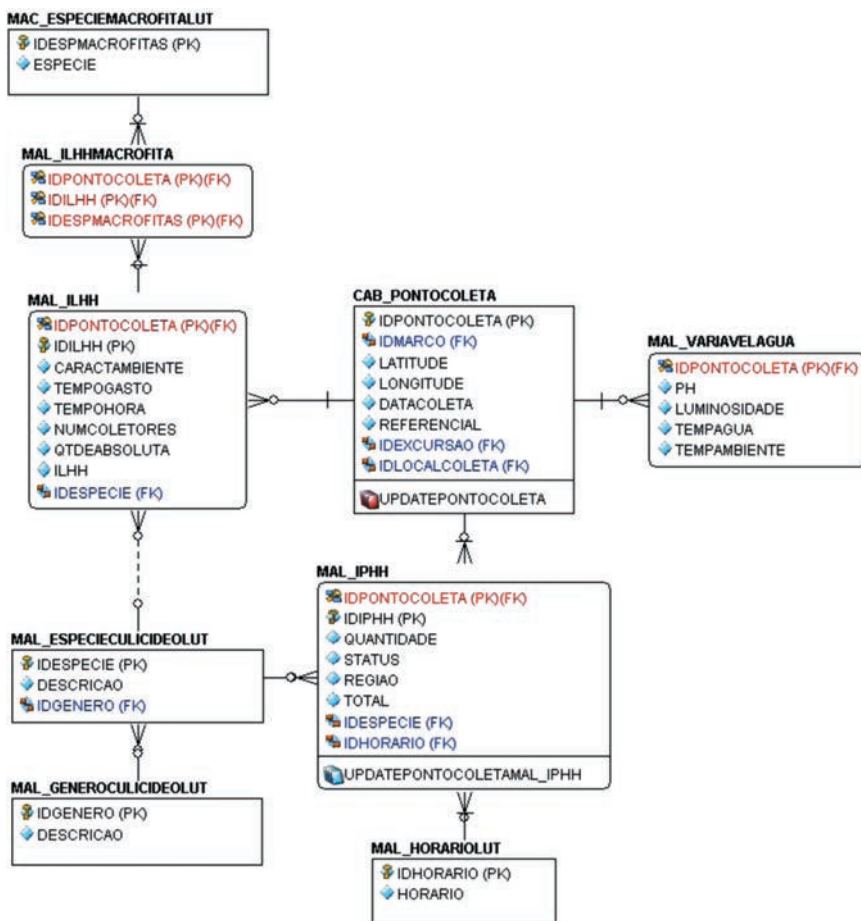 MAC_ESPECIEMACROFITALUT
IDESPMACROFITAS (PK)
ESPECIE
MAL_ILHHMACROFITA
IDPONTOCOLETA (PK)(FK)
IDILHH (PK)(FK)
IDESPMACROFITAS (PK)(FK)
MAL_ILHH
IDPONTOCOLETA (PK)(FK)
IDILHH (PK)
CARACTAMBIENTE
TEMPOGASTO
TEMPOHORA
NUMCOLETORES
QTDEABSOLUTA
ILHH
IDESPECIE (FK)
CAB_PONTOCOLETA
IDPONTOCOLETA (PK)
IDMARCO (FK)
LATITUDE
LONGITUDE
DATACOLETA
REFERENCIAL
IDEXCURSAO (FK)
IDLOCALCOLETA (FK)
UPDATEPONTOCOLETA
MAL_VARIAVELAGUA
IDPONTOCOLETA (PK)(FK)
PH
LUMINOSIDADE
TEMPAGUA
TEMPAMBIENTE
MAL_IPHH
IDPONTOCOLETA (PK)(FK)
IDIPHH (PK)
QUANTIDADE
STATUS
REGIAO
TOTAL
IDESPECIE (FK)
IDHORARIO (FK)
UPDATEPONTOCOLETAMAL_IPHH
MAL_ESPECIECULICIDEOLUT
IDESPECIE (PK)
DESCRICAO
IDGENERO (FK)
MAL_GENEROCULICIDEOLUT
IDGENERO (PK)
DESCRICAO
MAL_HORARIOLUT
IDHORARIO (PK)
HORARIO